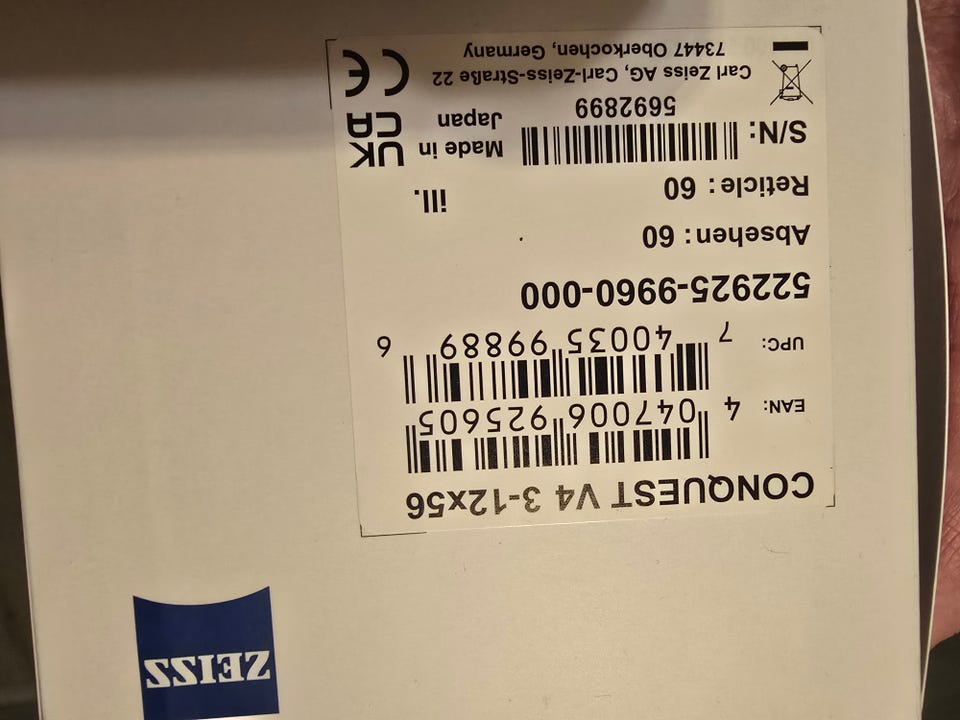 ZEISS
CONQUEST V4 3-12x56
EAN: 4 047006 925605
UPC: 7 40035 99889 6
522925-9960-000
Absehen : 60
Reticle : 60 ill.
S/N: 5692899
Made in Japan
UK CA
CE
Carl Zeiss AG, Carl-Zeiss-Straße 22
73447 Oberkochen, Germany